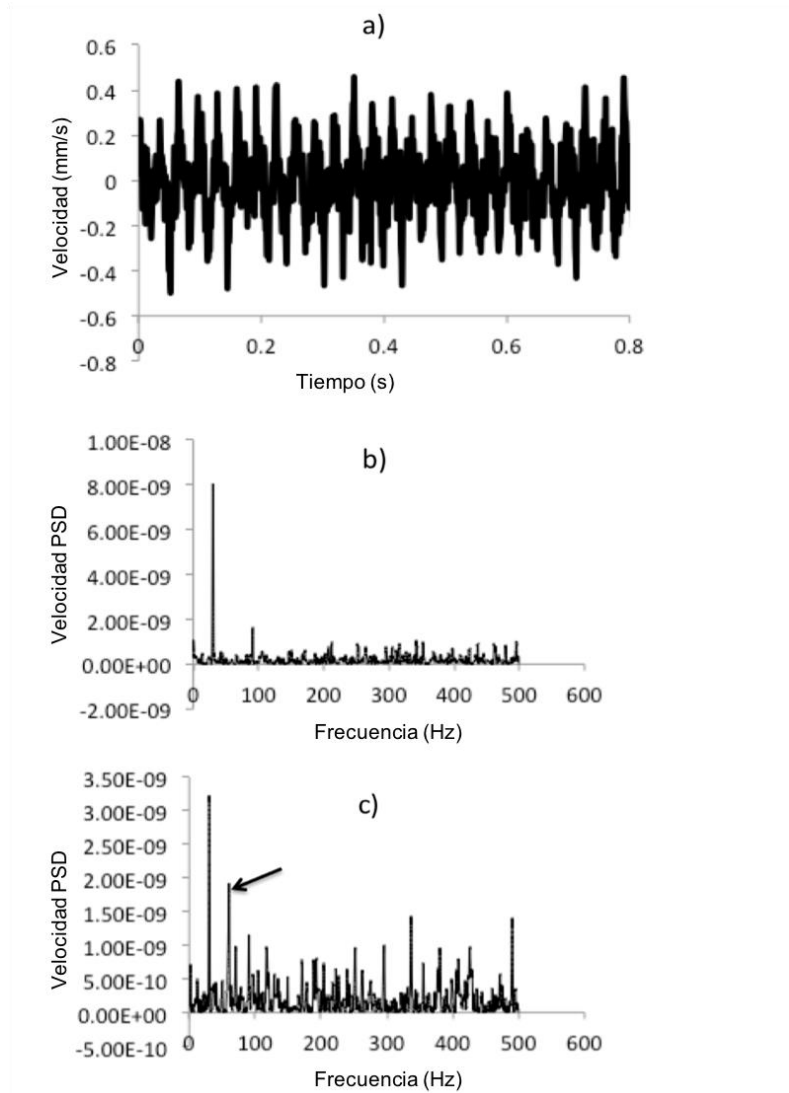 a)
0.6
0.4
0.2
0
-0.2
-0.4
-0.6
-0.8
Velocidad (mm/s)
0 0.2 0.4 0.6 0.8
Tiempo (s)
b)
1.00E-08
8.00E-09
6.00E-09
4.00E-09
2.00E-09
0.00E+00
-2.00E-09
Velocidad PSD
0 100 200 300 400 500 600
Frecuencia (Hz)
c)
3.50E-09
3.00E-09
2.50E-09
2.00E-09
1.50E-09
1.00E-09
5.00E-10
0.00E+00
-5.00E-10
Velocidad PSD
0 100 200 300 400 500 600
Frecuencia (Hz)